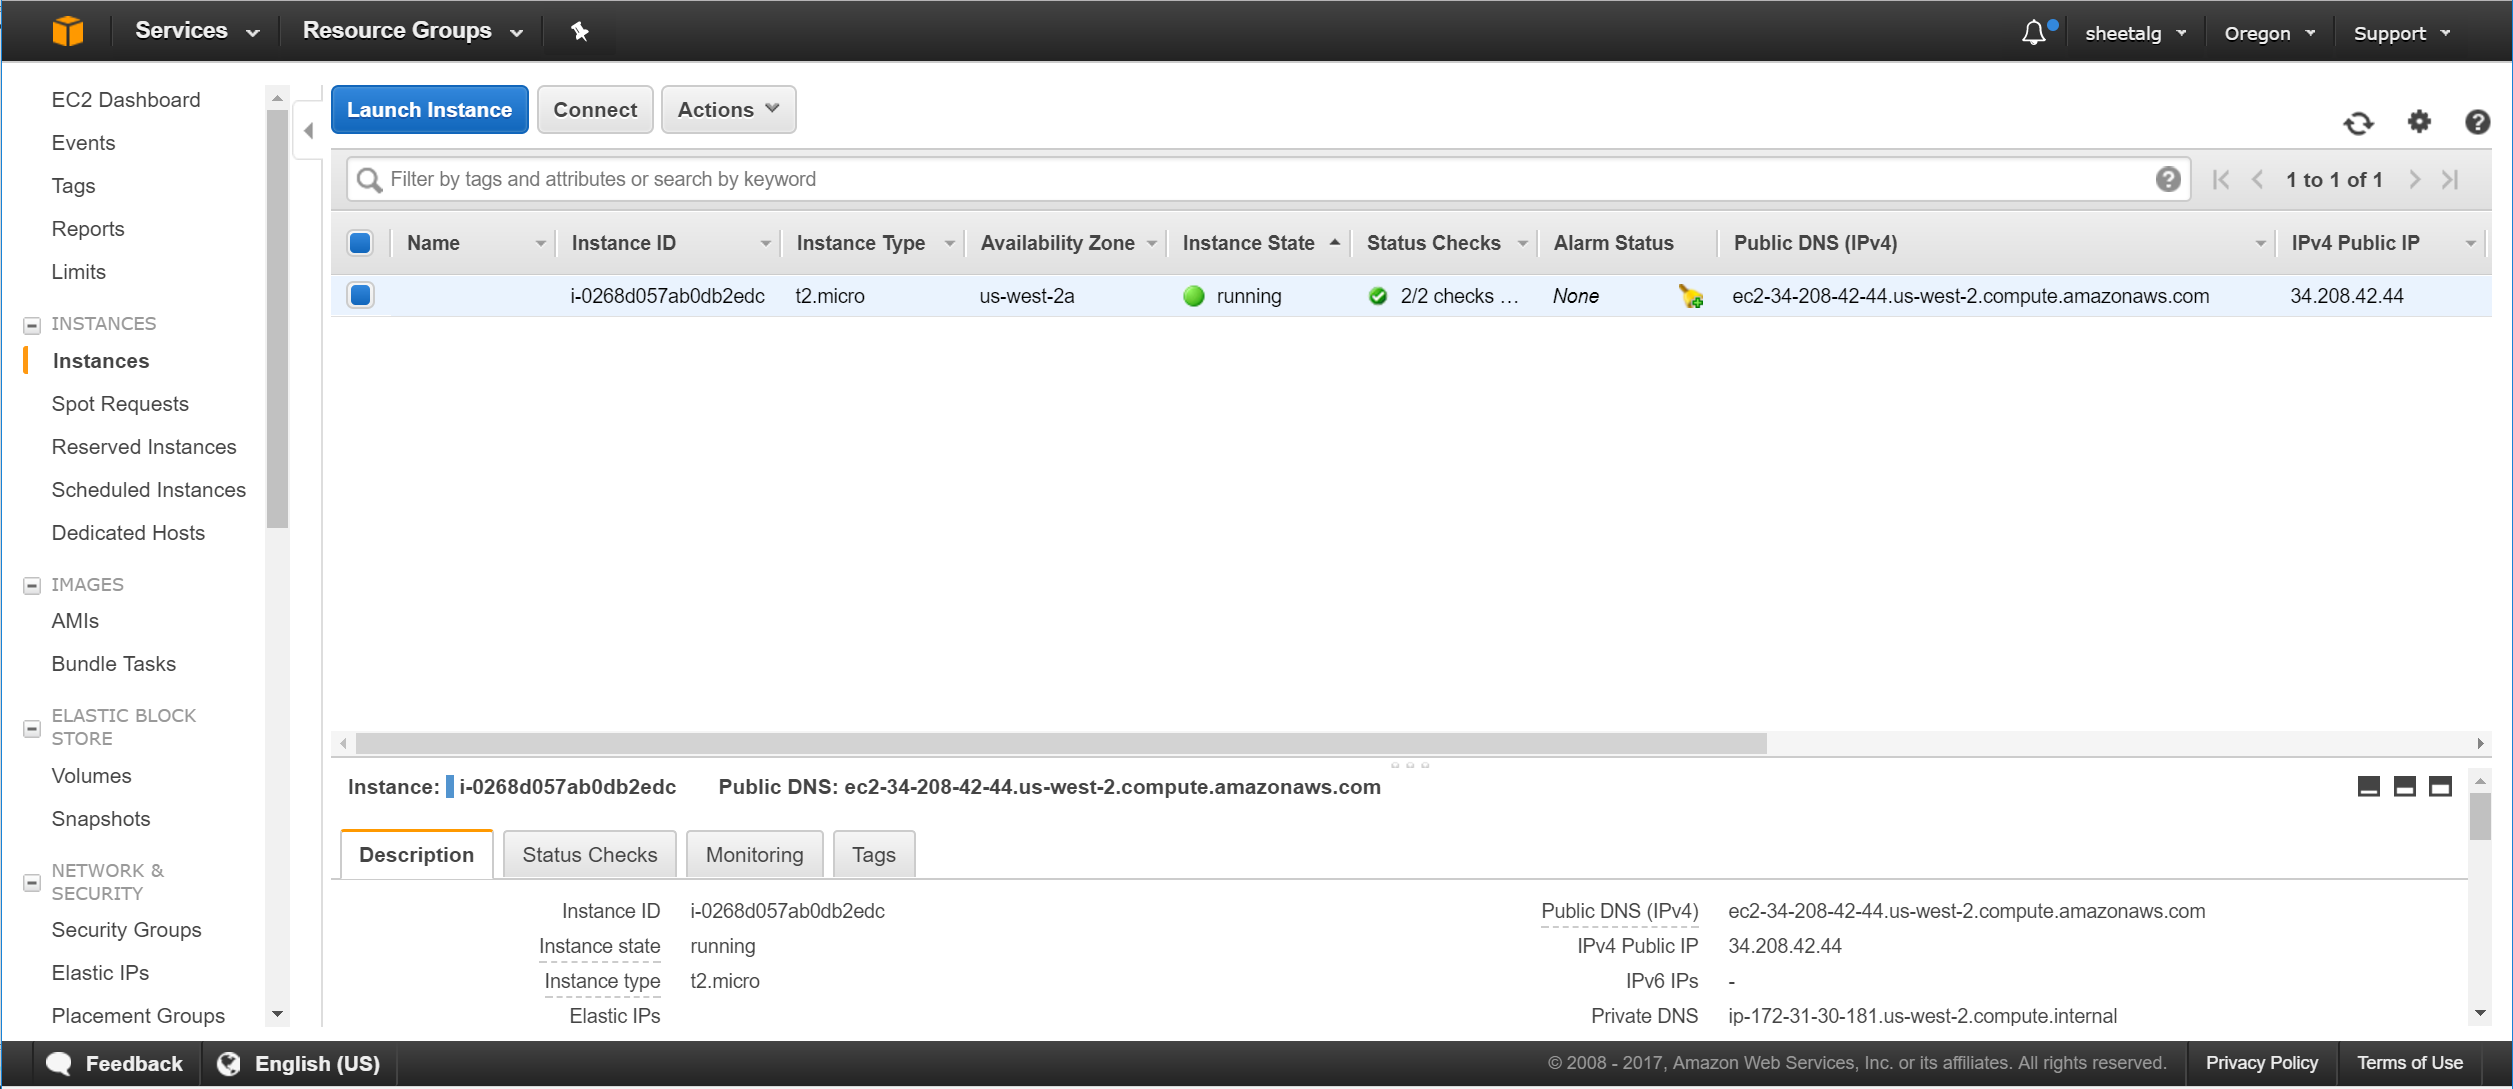 Services
Resource Groups
sheetalg
Oregon
Support
EC2 Dashboard
Events
Tags
Reports
Limits
INSTANCES
Instances
Spot Requests
Reserved Instances
Scheduled Instances
Dedicated Hosts
IMAGES
AMIs
Bundle Tasks
ELASTIC BLOCK
STORE
Volumes
Snapshots
NETWORK &
SECURITY
Security Groups
Elastic IPs
Placement Groups
Launch Instance
Connect
Actions
Filter by tags and attributes or search by keyword
1 to 1 of 1
Name Instance ID Instance Type Availability Zone Instance State Status Checks Alarm Status Public DNS (IPv4) IPv4 Public IP
i-0268d057ab0db2edc t2.micro us-west-2a running 2/2 checks ... None ec2-34-208-42-44.us-west-2.compute.amazonaws.com 34.208.42.44
Instance: i-0268d057ab0db2edc Public DNS: ec2-34-208-42-44.us-west-2.compute.amazonaws.com
Description
Status Checks
Monitoring
Tags
Instance ID i-0268d057ab0db2edc
Instance state running
Instance type t2.micro
Elastic IPs
Public DNS (IPv4) ec2-34-208-42-44.us-west-2.compute.amazonaws.com
IPv4 Public IP 34.208.42.44
IPv6 IPs -
Private DNS ip-172-31-30-181.us-west-2.compute.internal
Feedback
English (US)
© 2008 - 2017, Amazon Web Services, Inc. or its affiliates. All rights reserved.
Privacy Policy
Terms of Use